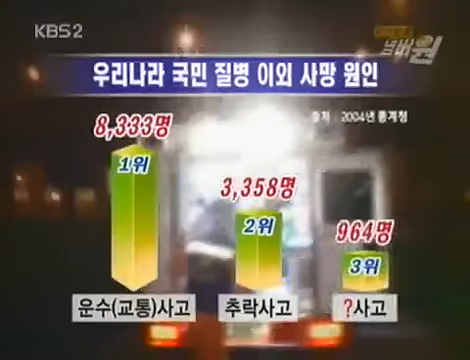 KBS2
넘버원
우리나라 국민 질병 이외 사망 원인
출처 : 2004년 통계청
8,333명
1위
3,358명
2위
964명
3위
운수(교통)사고
추락사고
?사고